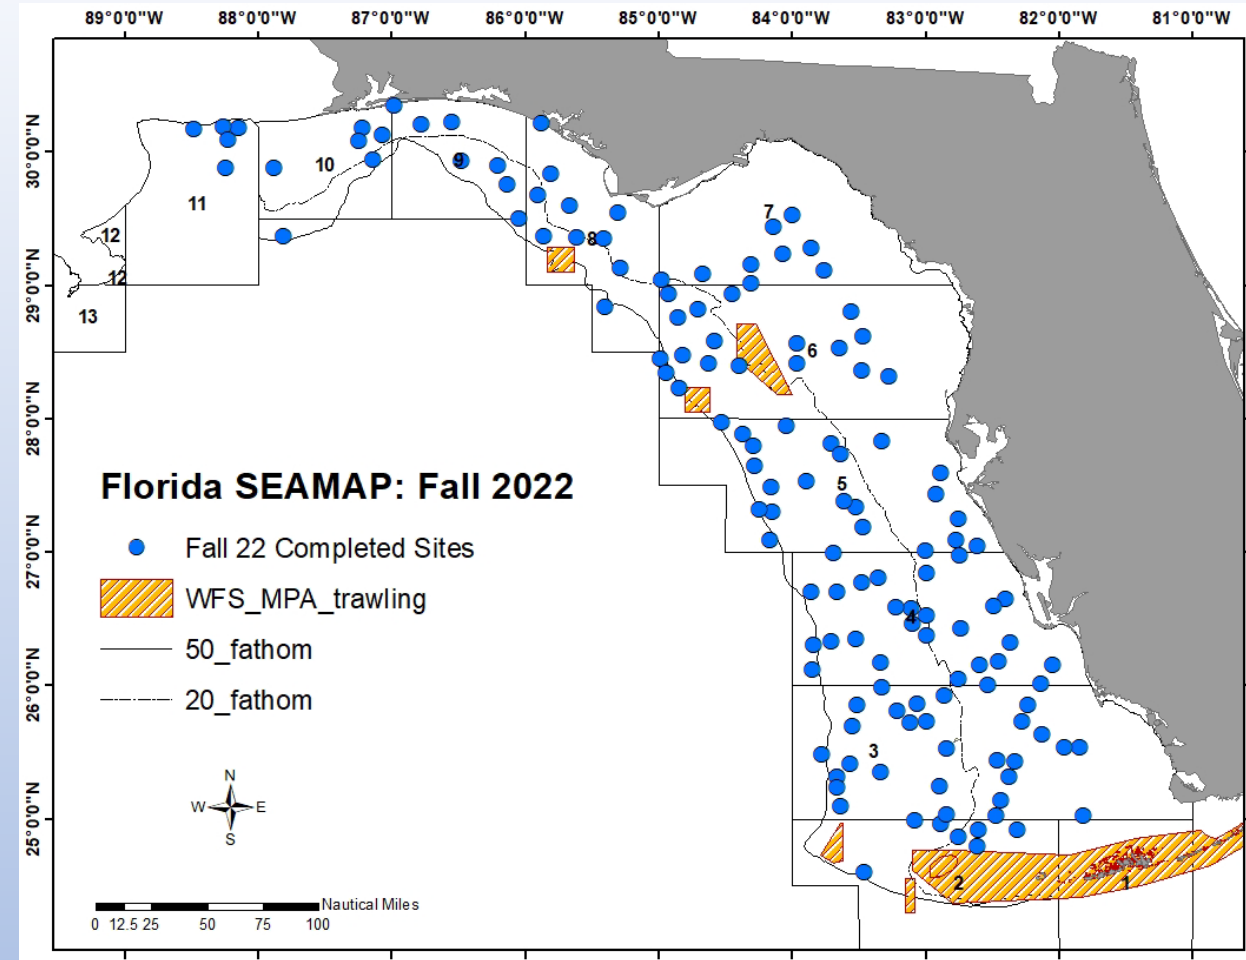 89°0'0"W 88°0'0"W 87°0'0"W 86°0'0"W 85°0'0"W 84°0'0"W 83°0'0"W 82°0'0"W 81°0'0"W
30°0'0"N
29°0'0"N
28°0'0"N
27°0'0"N
26°0'0"N
25°0'0"N
9
10
11
7
12
8
12
13
6
5
4
3
2
1
Florida SEAMAP: Fall 2022
Fall 22 Completed Sites
WFS_MPA_trawling
50_fathom
20_fathom
N
W E
S
Nautical Miles
0 12.5 25 50 75 100